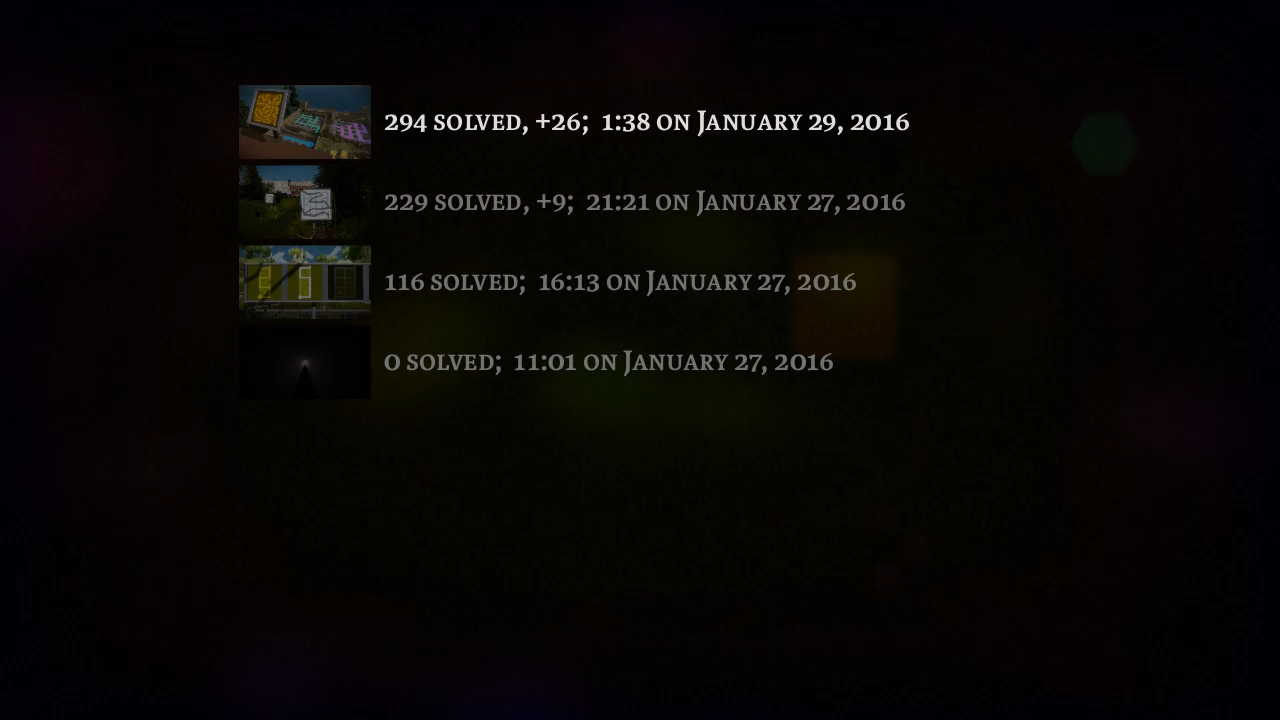 294 solved, +26; 1:38 on January 29, 2016
229 solved, +9; 21:21 on January 27, 2016
116 solved; 16:13 on January 27, 2016
0 solved; 11:01 on January 27, 2016